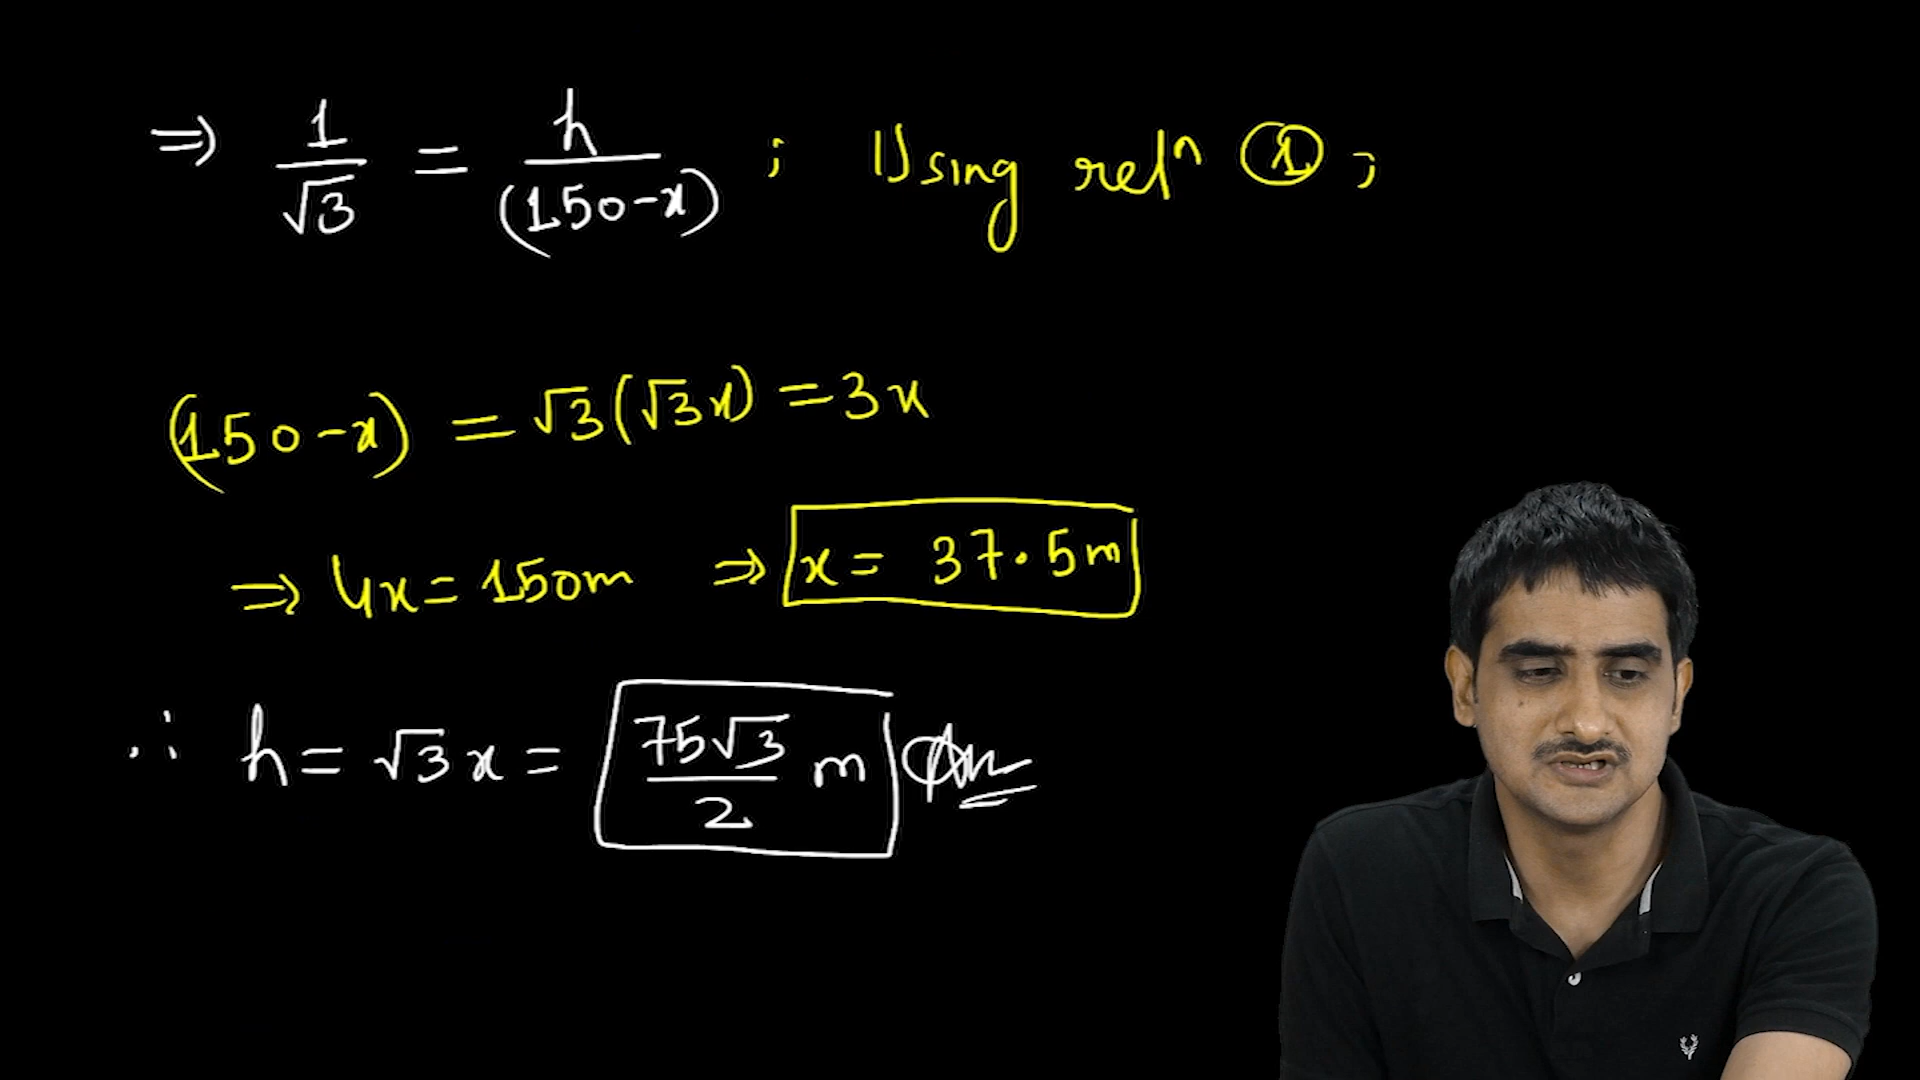 ⇒ 1/√3 = h/(150-x) ; Using relⁿ ① ;
(150-x) = √3(√3x) = 3x
⇒ 4x = 150m ⇒ x = 37.5m
∴ h = √3x = 75√3/2 m Ans